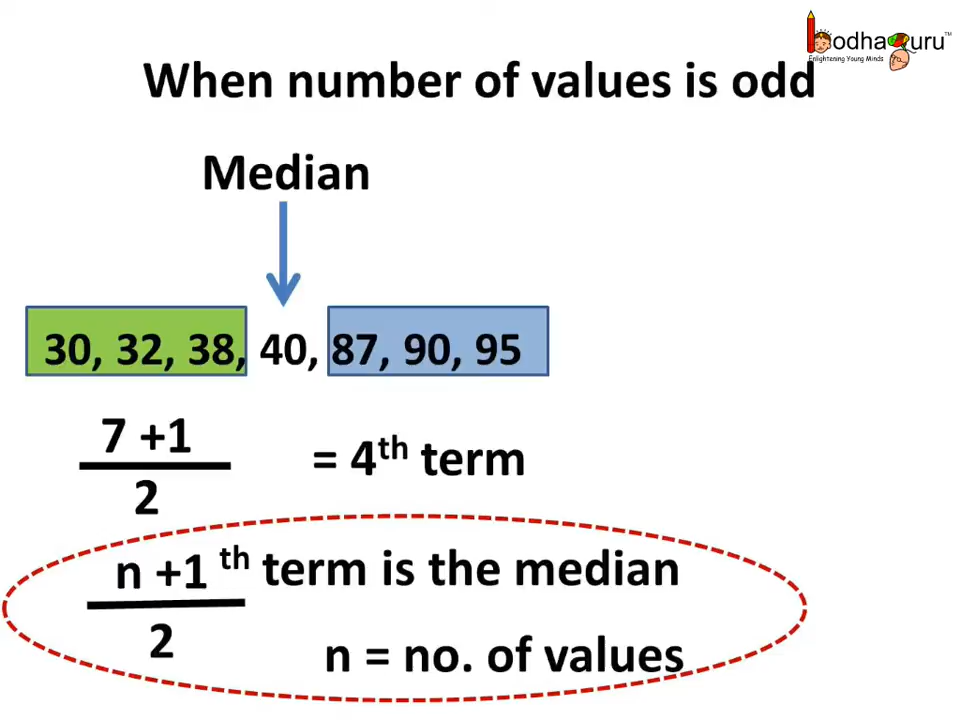 bodhaguru™
Enlightening Young Minds
When number of values is odd
Median
30, 32, 38, 40, 87, 90, 95
7 +1
2
= 4th term
n +1 th term is the median
2
n = no. of values